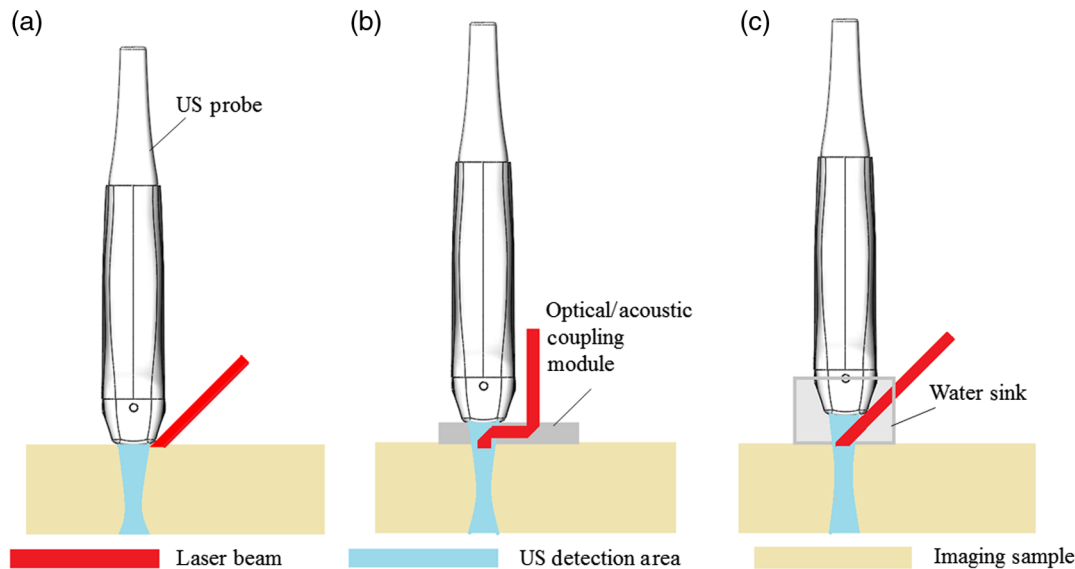 (a)
(b)
(c)
US probe
Optical/acoustic
coupling
module
Water sink
Laser beam
US detection area
Imaging sample